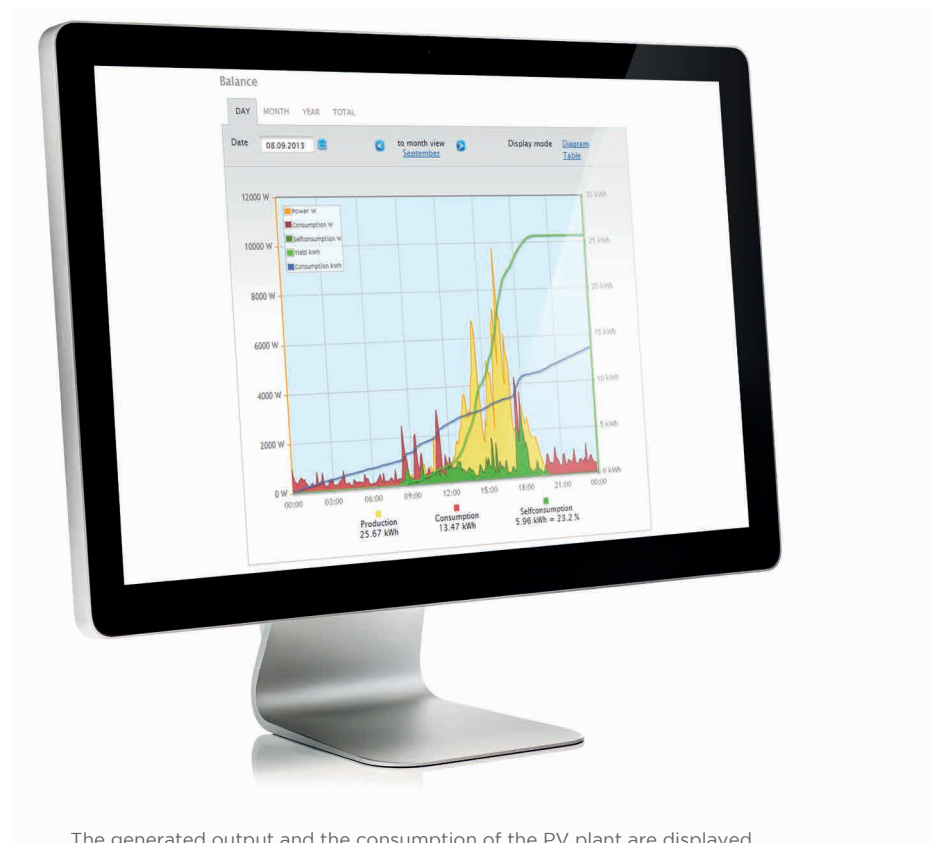 Balance
DAY MONTH YEAR TOTAL
Date 08.09.2013 to month view Display mode Diagram
September Table
12000 W 30 kWh
Power W
Consumption W
Selfconsumption W
Yield kWh
Consumption kWh
10000 W 25 kWh
8000 W 20 kWh
6000 W 15 kWh
4000 W 10 kWh
2000 W 5 kWh
0 W 0 kWh
00:00 03:00 06:00 09:00 12:00 15:00 18:00 21:00 00:00
Production Consumption Selfconsumption
25.67 kWh 13.47 kWh 5.96 kWh = 23.2 %
The generated output and the consumption of the PV plant are displayed